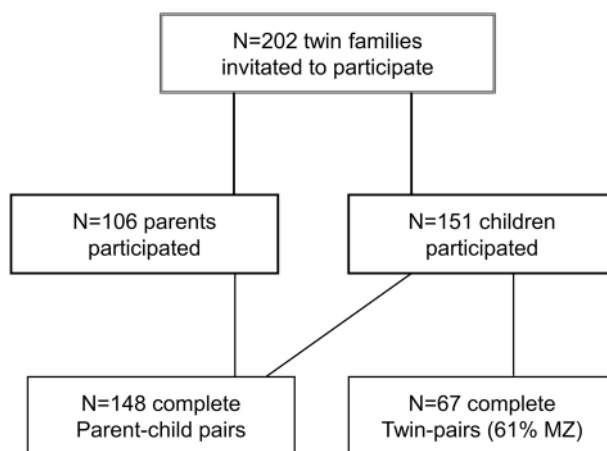 N=202 twin families
invitated to participate
N=106 parents
participated
N=151 children
participated
N=148 complete
Parent-child pairs
N=67 complete
Twin-pairs (61% MZ)